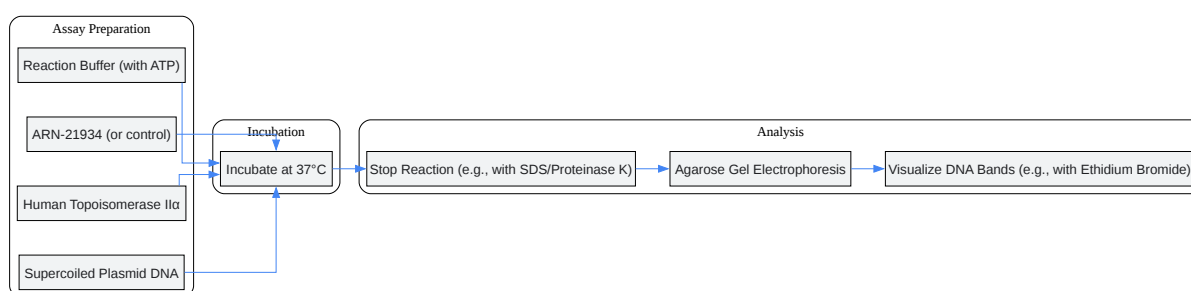 Assay Preparation
Reaction Buffer (with ATP)
ARN-21934 (or control)
Human Topoisomerase IIα
Supercoiled Plasmid DNA
Incubation
Incubate at 37°C
Analysis
Stop Reaction (e.g., with SDS/Proteinase K)
Agarose Gel Electrophoresis
Visualize DNA Bands (e.g., with Ethidium Bromide)